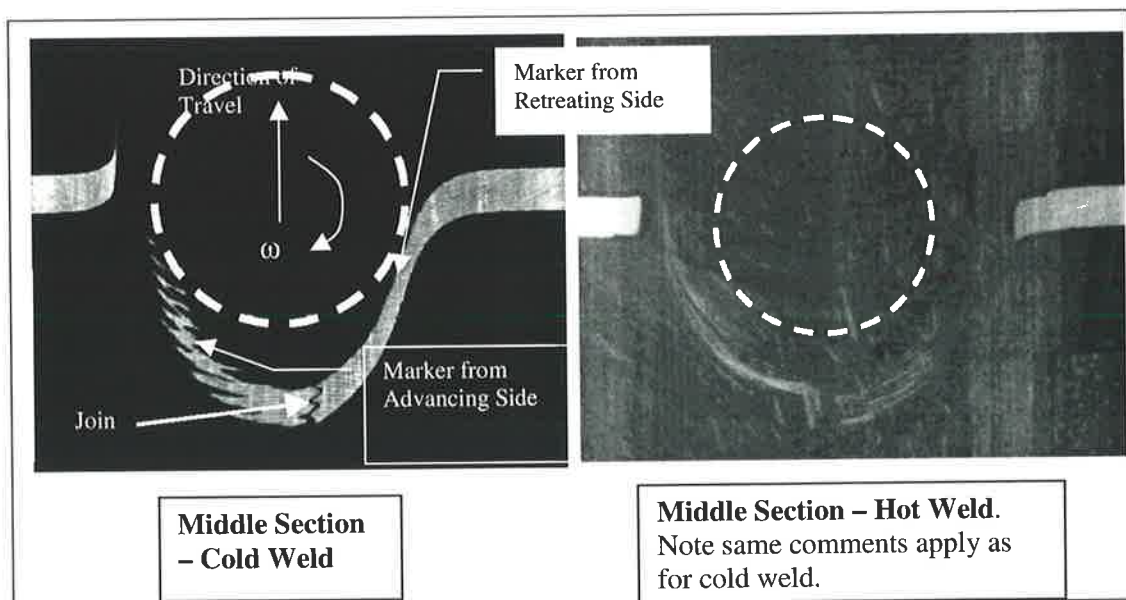 Direction of
Travel
ω
Marker from
Retreating Side
Marker from
Advancing Side
Join
Middle Section
– Cold Weld
Middle Section – Hot Weld.
Note same comments apply as
for cold weld.